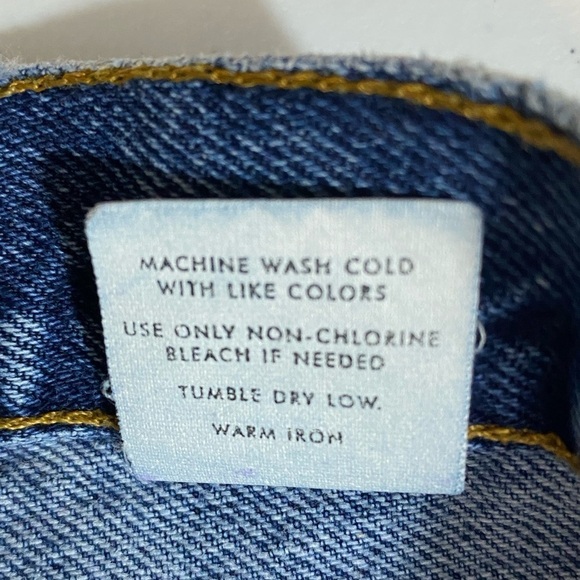 MACHINE WASH COLD
WITH LIKE COLORS
USE ONLY NON-CHLORINE
BLEACH IF NEEDED
TUMBLE DRY LOW.
WARM IRON